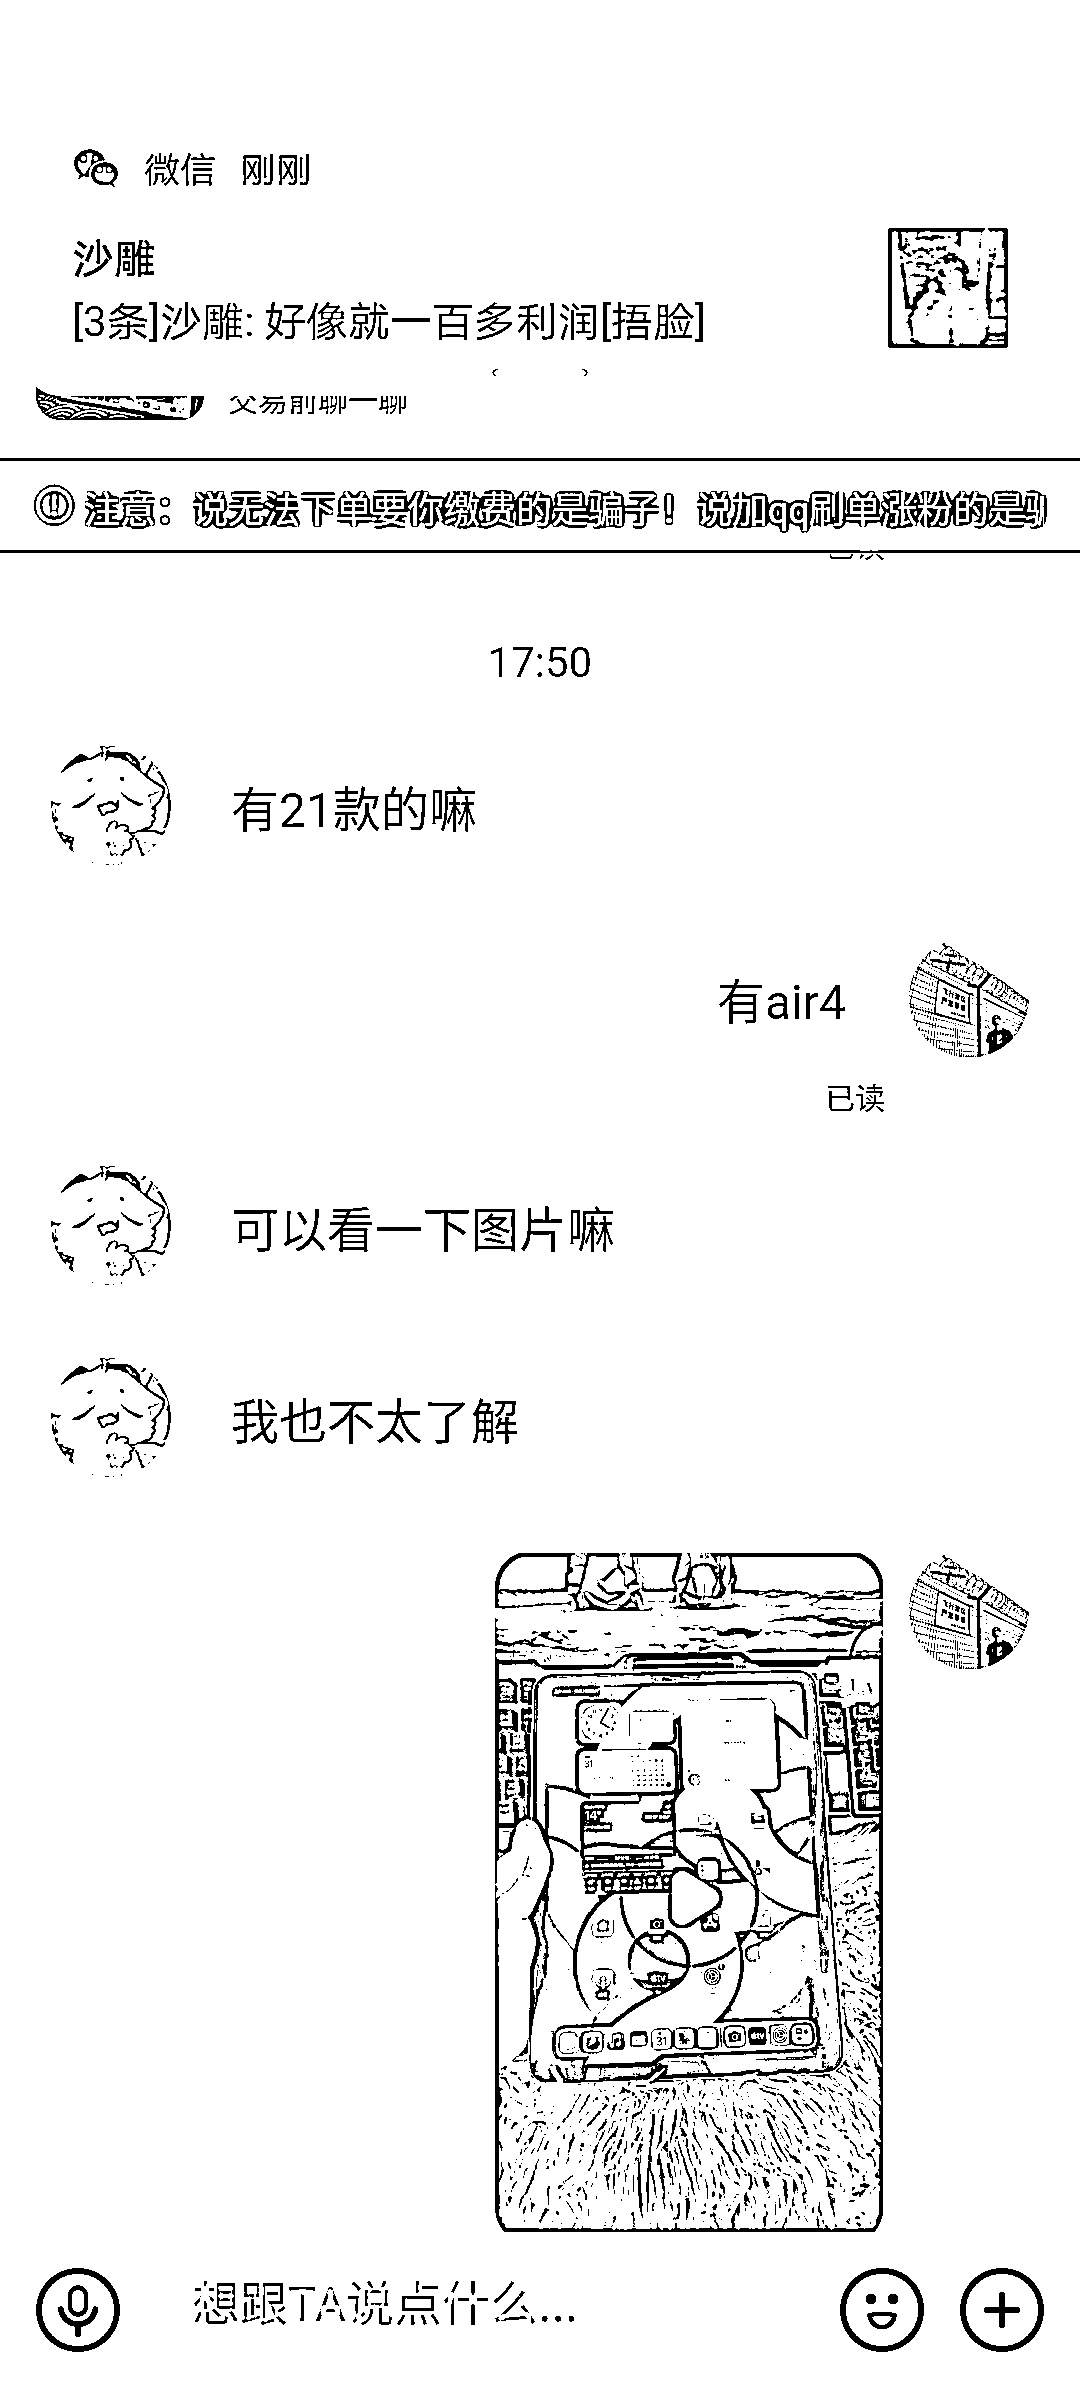 微信 刚刚
沙雕
[3条]沙雕: 好像就一百多利润[捂脸]
交易前聊一聊
注意：说无法下单要你缴费的是骗子！说加qq刷单涨粉的是骗
已读
17:50
有21款的嘛
有air4
已读
可以看一下图片嘛
我也不太了解
想跟TA说点什么...